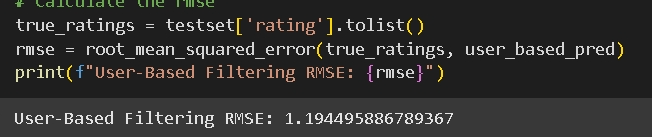 # Calculate the rmse
true_ratings = testset['rating'].tolist()
rmse = root_mean_squared_error(true_ratings, user_based_pred)
print(f"User-Based Filtering RMSE: {rmse}")
User-Based Filtering RMSE: 1.194495886789367